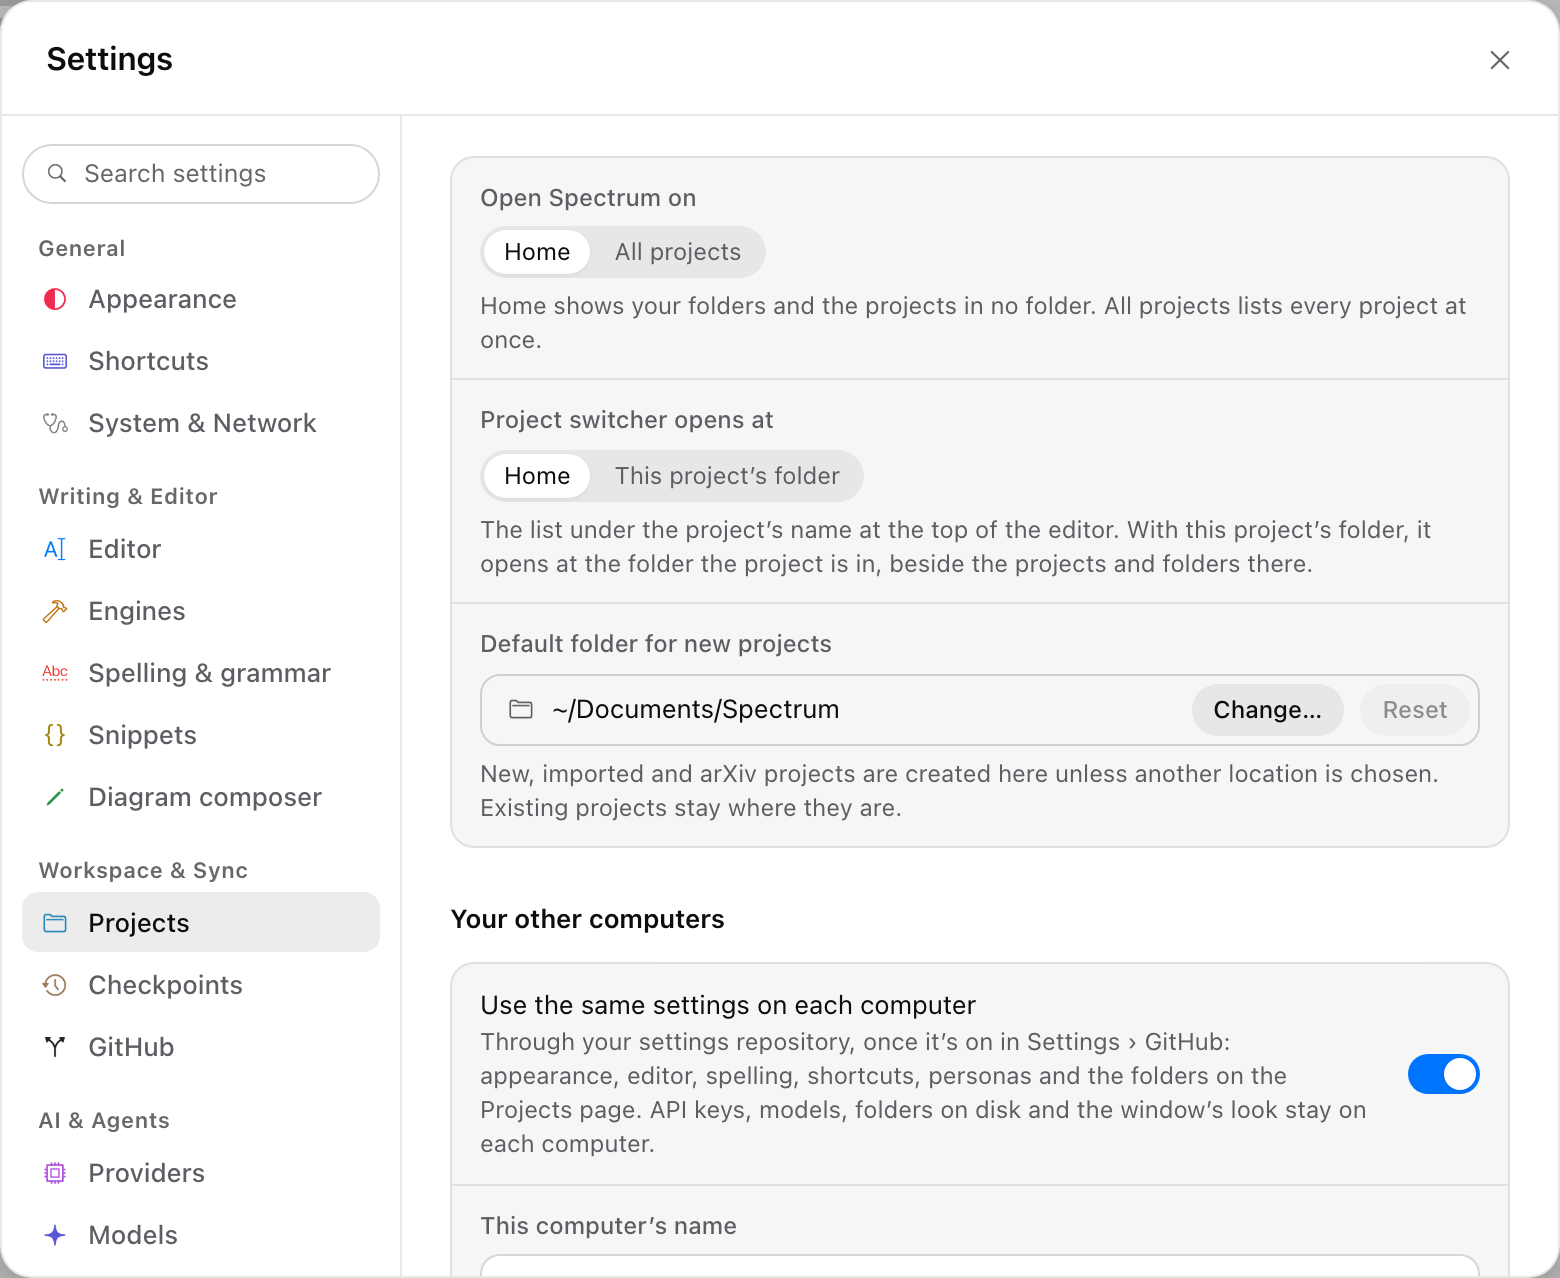 Settings
Search settings
General
Appearance
Shortcuts
System & Network
Writing & Editor
AI Editor
Engines
Abc Spelling & grammar
{} Snippets
Diagram composer
Workspace & Sync
Projects
Checkpoints
GitHub
AI & Agents
Providers
Models
Open Spectrum on
Home All projects
Home shows your folders and the projects in no folder. All projects lists every project at
once.
Project switcher opens at
Home This project’s folder
The list under the project’s name at the top of the editor. With this project’s folder, it
opens at the folder the project is in, beside the projects and folders there.
Default folder for new projects
~/Documents/Spectrum Change... Reset
New, imported and arXiv projects are created here unless another location is chosen.
Existing projects stay where they are.
Your other computers
Use the same settings on each computer
Through your settings repository, once it’s on in Settings › GitHub:
appearance, editor, spelling, shortcuts, personas and the folders on the
Projects page. API keys, models, folders on disk and the window’s look stay on
each computer.
This computer’s name